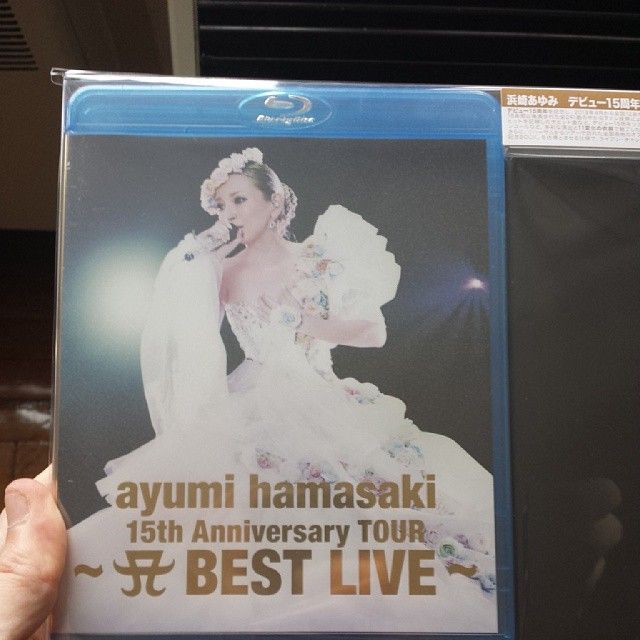 Blu-ray Disc
ayumi hamasaki
15th Anniversary TOUR
~ A BEST LIVE ~
浜崎あゆみ デビュー15周年